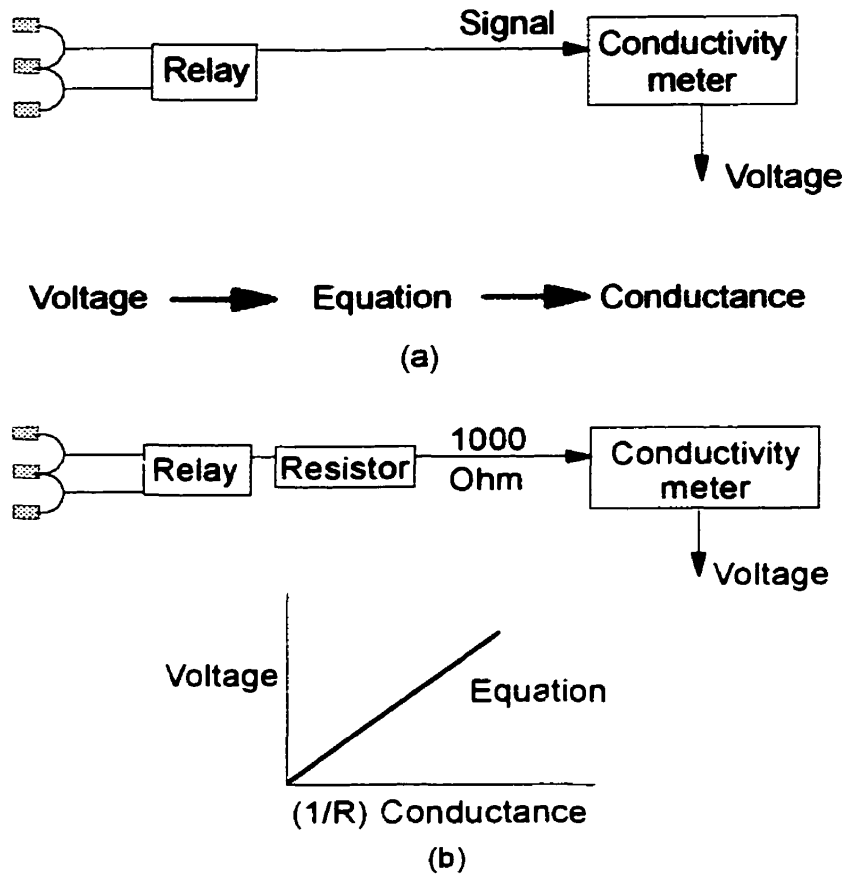 Signal
Relay
Conductivity
meter
Voltage
Voltage Equation Conductance
(a)
Relay
Resistor
1000
Ohm
Conductivity
meter
Voltage
Voltage
Equation
(1/R) Conductance
(b)